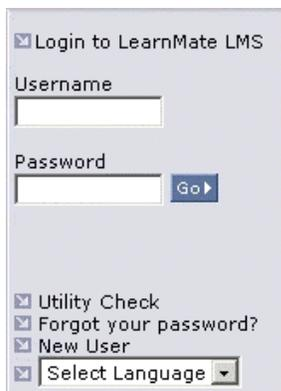 Login to LearnMate LMS
Username
Password
Go
Utility Check
Forgot your password?
New User
Select Language